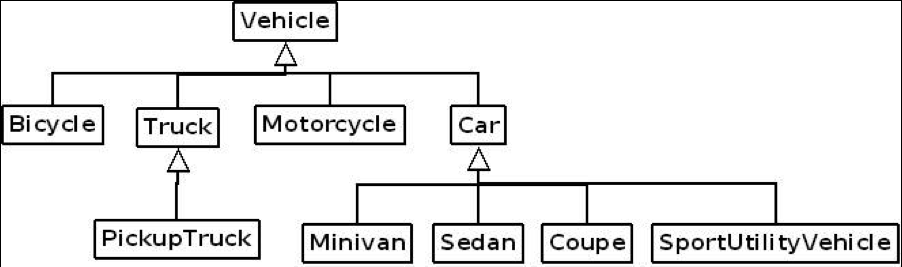 Vehicle
Bicycle
Truck
Motorcycle
Car
PickupTruck
Minivan
Sedan
Coupe
SportUtilityVehicle